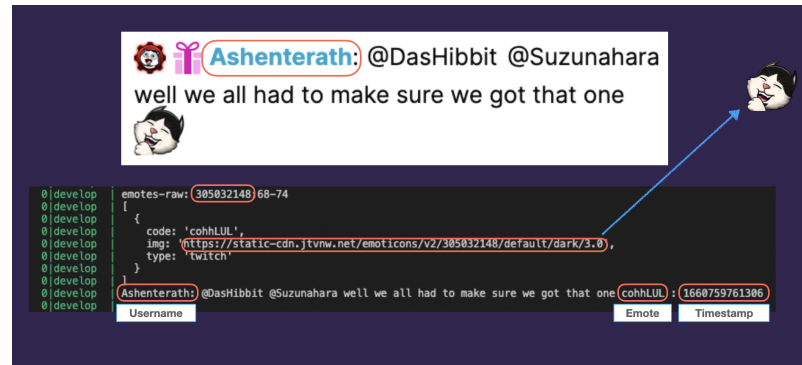 Ashenterath: @DasHibbit @Suzunahara
well we all had to make sure we got that one
0|develop | emotes-raw: 305032148:68-74
0|develop | [
0|develop | {
0|develop | code: 'cohhLUL',
0|develop | img: 'https://static-cdn.jtvnw.net/emoticons/v2/305032148/default/dark/3.0',
0|develop | type: 'twitch'
0|develop | }
0|develop | ]
0|develop | Ashenterath: @DasHibbit @Suzunahara well we all had to make sure we got that one cohhLUL : 1660759761306
0|develop |
Username
Emote
Timestamp